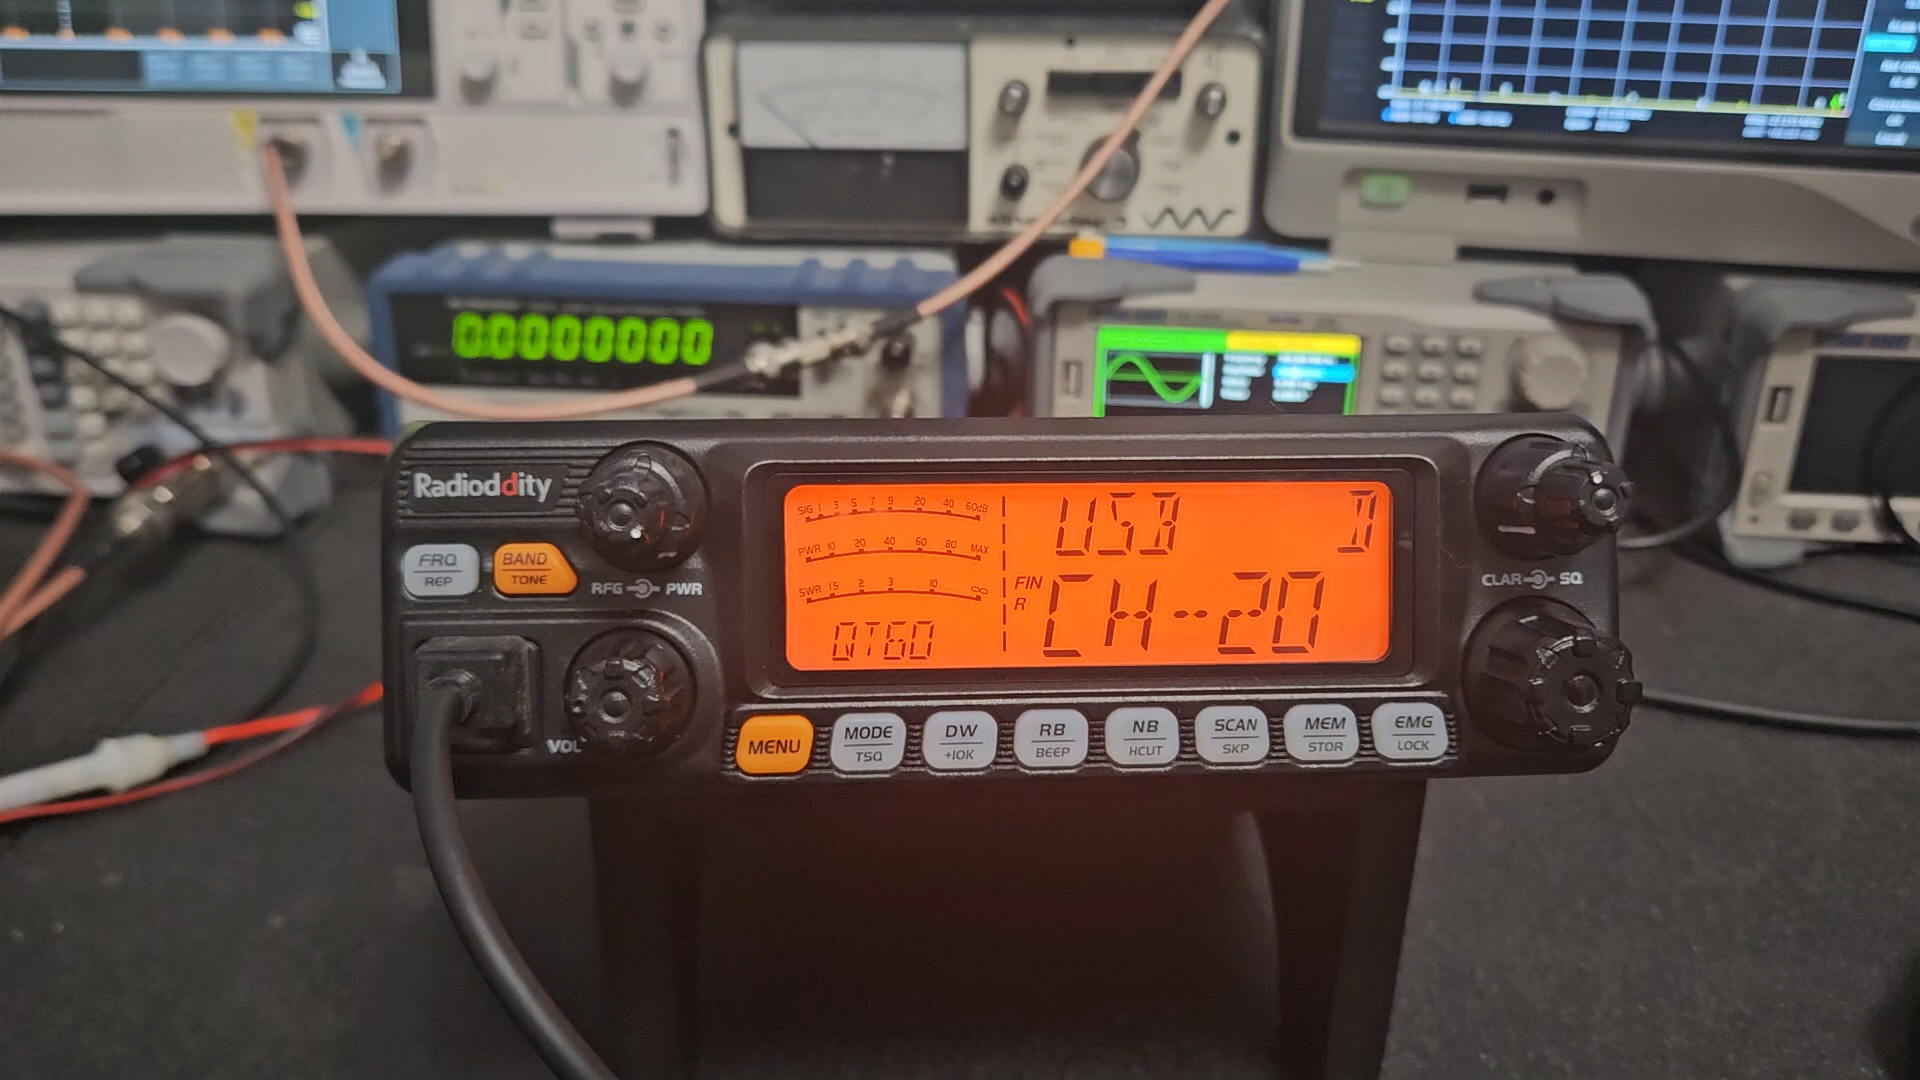 00000000
Radioddity
FRQ
REP
BAND
TONE
RFG PWR
VOL
SIG 1 3 5 7 9 20 40 60dB
PWR 10 20 40 60 80 MAX
SWR 1.5 2 3 10 ∞
QT60
USB D
FIN
R
CH-20
CLAR SQ
MENU
MODE
TSQ
DW
+10K
RB
BEEP
NB
HCUT
SCAN
SKP
MEM
STOR
EMG
LOCK